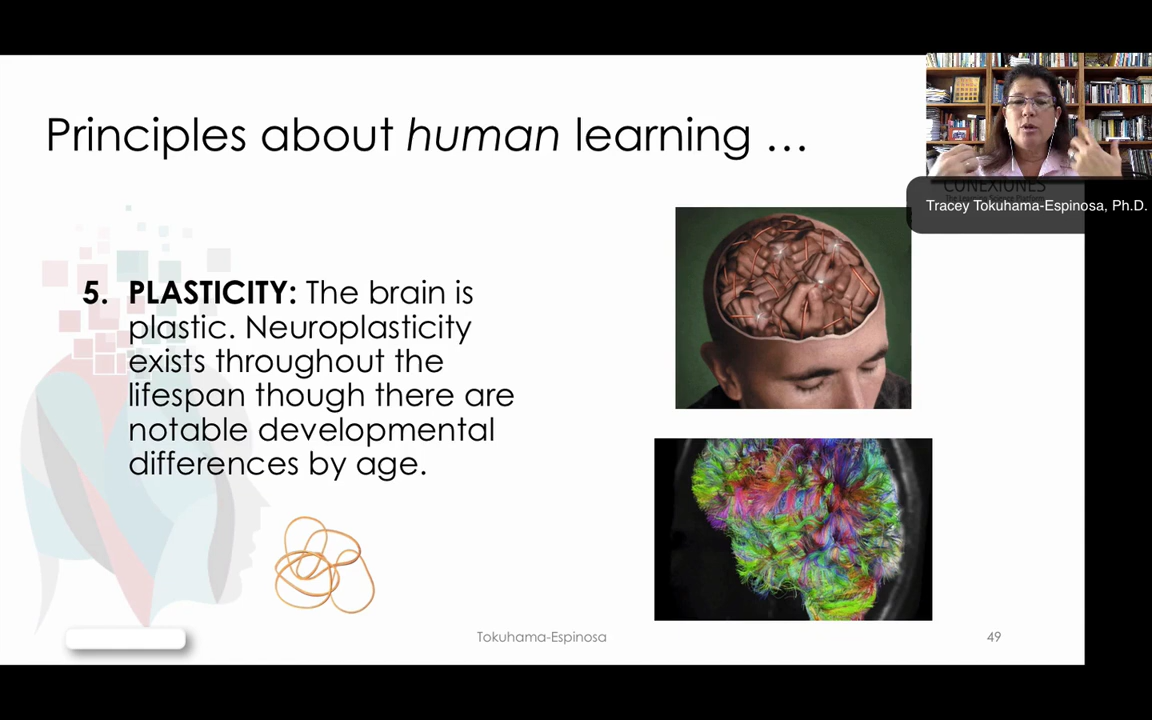 Principles about human learning …
CONEXIONES
Tracey Tokuhama-Espinosa, Ph.D.
5. PLASTICITY: The brain is
plastic. Neuroplasticity
exists throughout the
lifespan though there are
notable developmental
differences by age.
Tokuhama-Espinosa
49